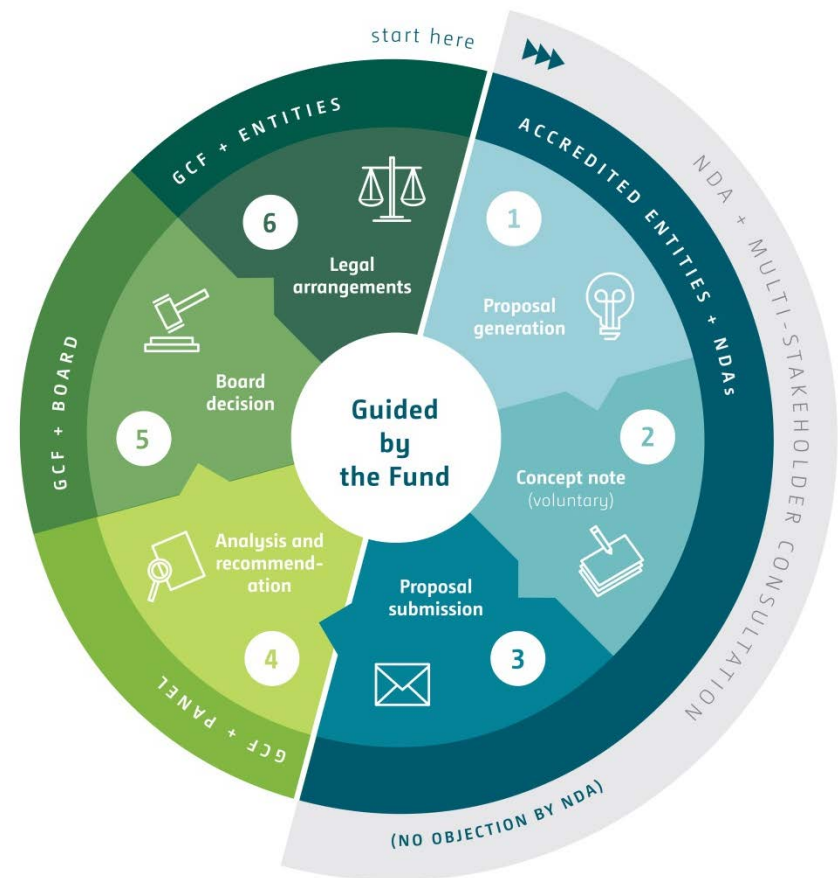 start here
ACCREDITED ENTITIES + NDAs
NDA + MULTI-STAKEHOLDER CONSULTATION
(NO OBJECTION BY NDA)
1
Proposal
generation
2
Concept note
(voluntary)
3
Proposal
submission
GCF + PANEL
4
Analysis and
recommend-
ation
GCF + BOARD
5
Board
decision
GCF + ENTITIES
6
Legal
arrangements
Guided
by
the Fund